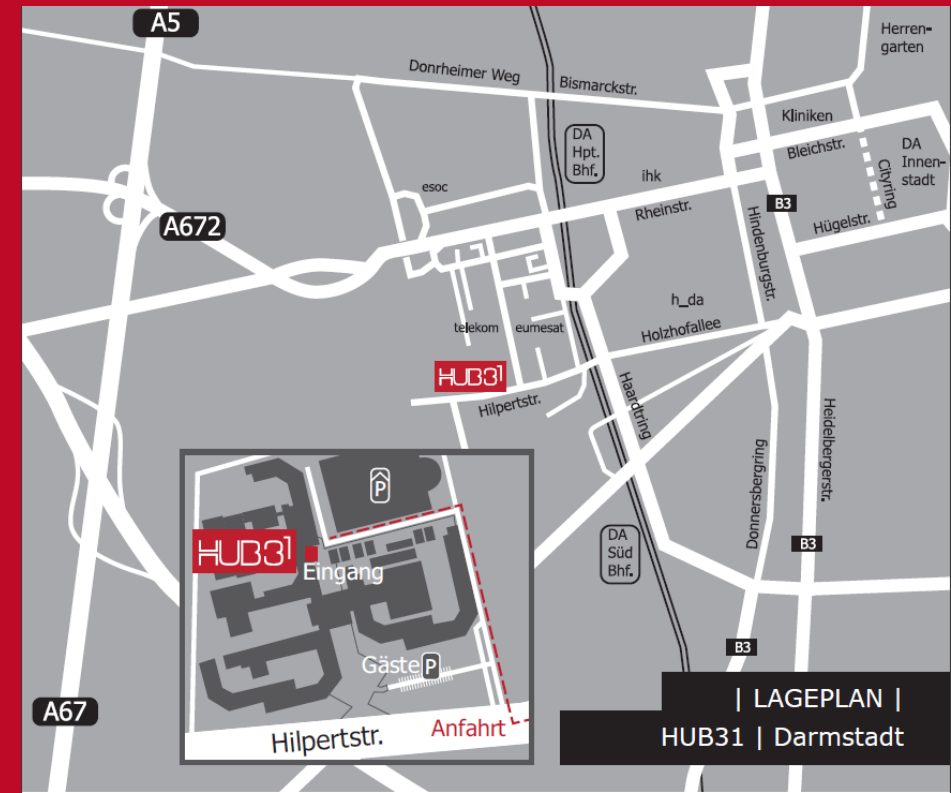 A5
Herren-
garten
Donrheimer Weg
Bismarckstr.
Kliniken
DA
Hpt.
Bhf.
Bleichstr.
DA
Innen-
stadt
ihk
esoc
Cityring
B3
Rheinstr.
A672
Hindenburgstr.
Hügelstr.
h_da
telekom
eumesat
Holzhofallee
HUB31
Hilpertstr.
Haardtring
Heidelbergerstr.
Donnersbergring
P
DA
Süd
Bhf.
B3
HUB31
Eingang
B3
Gäste P
A67
Anfahrt
Hilpertstr.
| LAGEPLAN |
HUB31 | Darmstadt